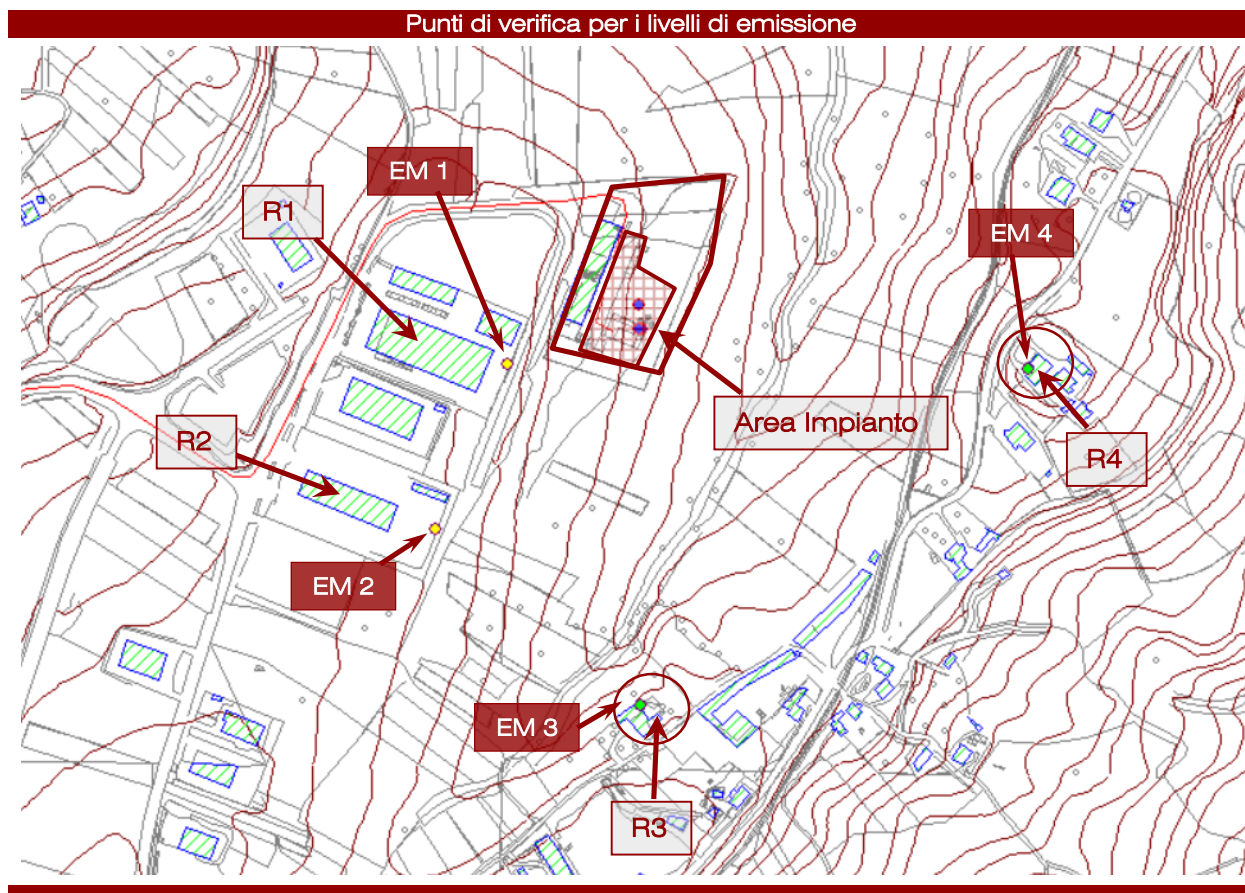 Punti di verifica per i livelli di emissione
EM 1
R1
EM 4
Area Impianto
R2
R4
EM 2
EM 3
R3